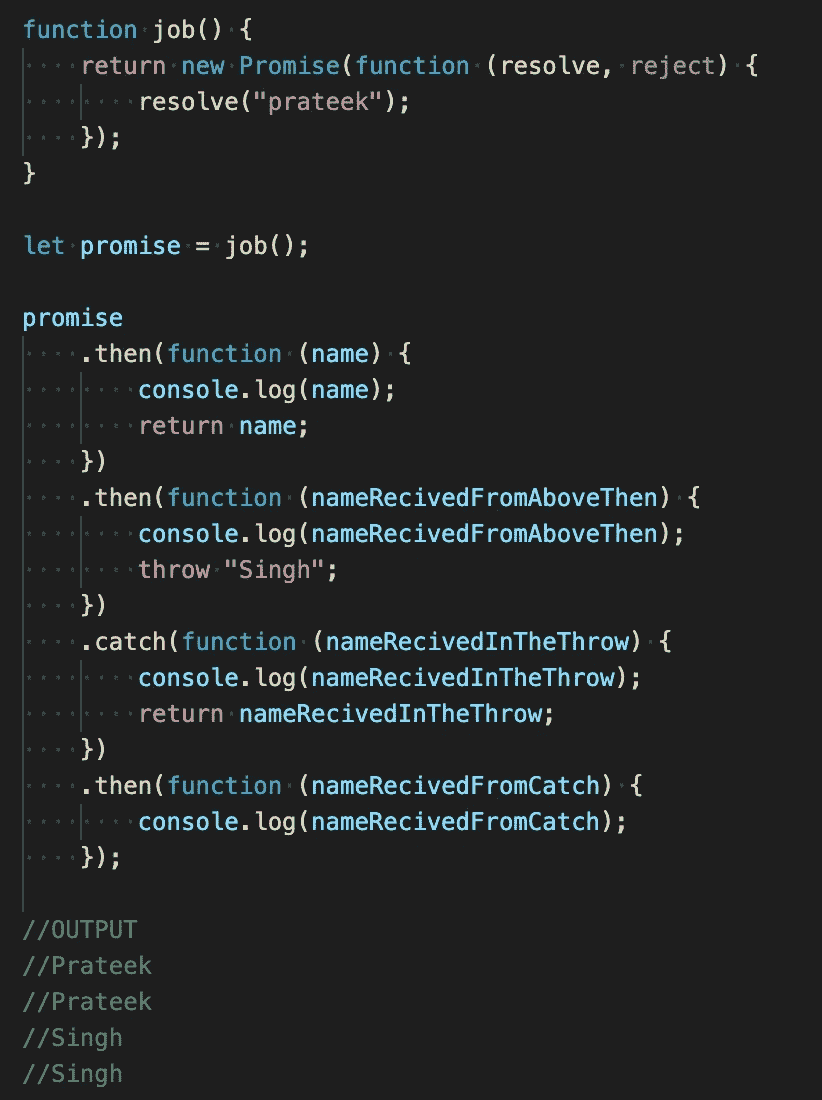 function job() {
    return new Promise(function (resolve, reject) {
        resolve("prateek");
    });
}

let promise = job();

promise
    .then(function (name) {
        console.log(name);
        return name;
    })
    .then(function (nameRecivedFromAboveThen) {
        console.log(nameRecivedFromAboveThen);
        throw "Singh";
    })
    .catch(function (nameRecivedInTheThrow) {
        console.log(nameRecivedInTheThrow);
        return nameRecivedInTheThrow;
    })
    .then(function (nameRecivedFromCatch) {
        console.log(nameRecivedFromCatch);
    });

//OUTPUT
//Prateek
//Prateek
//Singh
//Singh